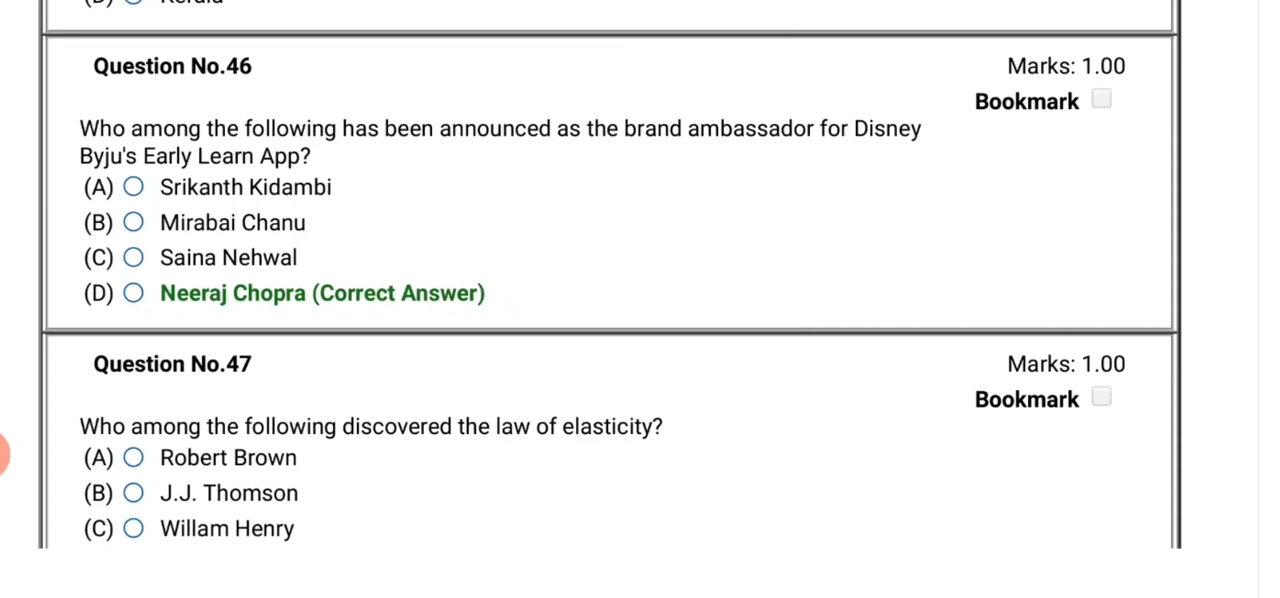 (D) Kerala
Question No.46 Marks: 1.00
Bookmark
Who among the following has been announced as the brand ambassador for Disney
Byju's Early Learn App?
(A) Srikanth Kidambi
(B) Mirabai Chanu
(C) Saina Nehwal
(D) Neeraj Chopra (Correct Answer)
Question No.47 Marks: 1.00
Bookmark
Who among the following discovered the law of elasticity?
(A) Robert Brown
(B) J.J. Thomson
(C) Willam Henry